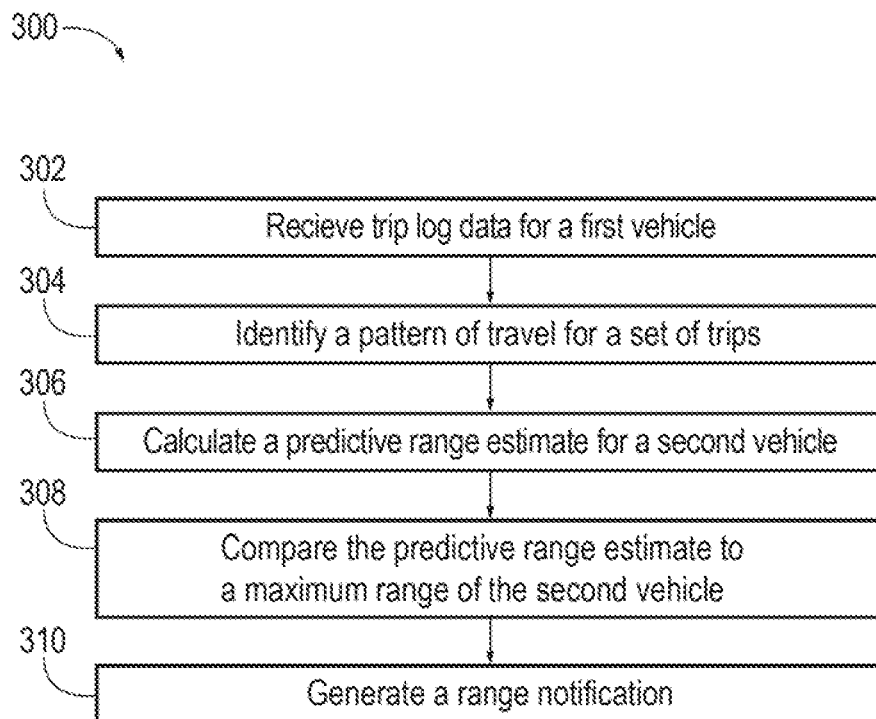 300
302
Recieve trip log data for a first vehicle
304
Identify a pattern of travel for a set of trips
306
Calculate a predictive range estimate for a second vehicle
308
Compare the predictive range estimate to
a maximum range of the second vehicle
310
Generate a range notification